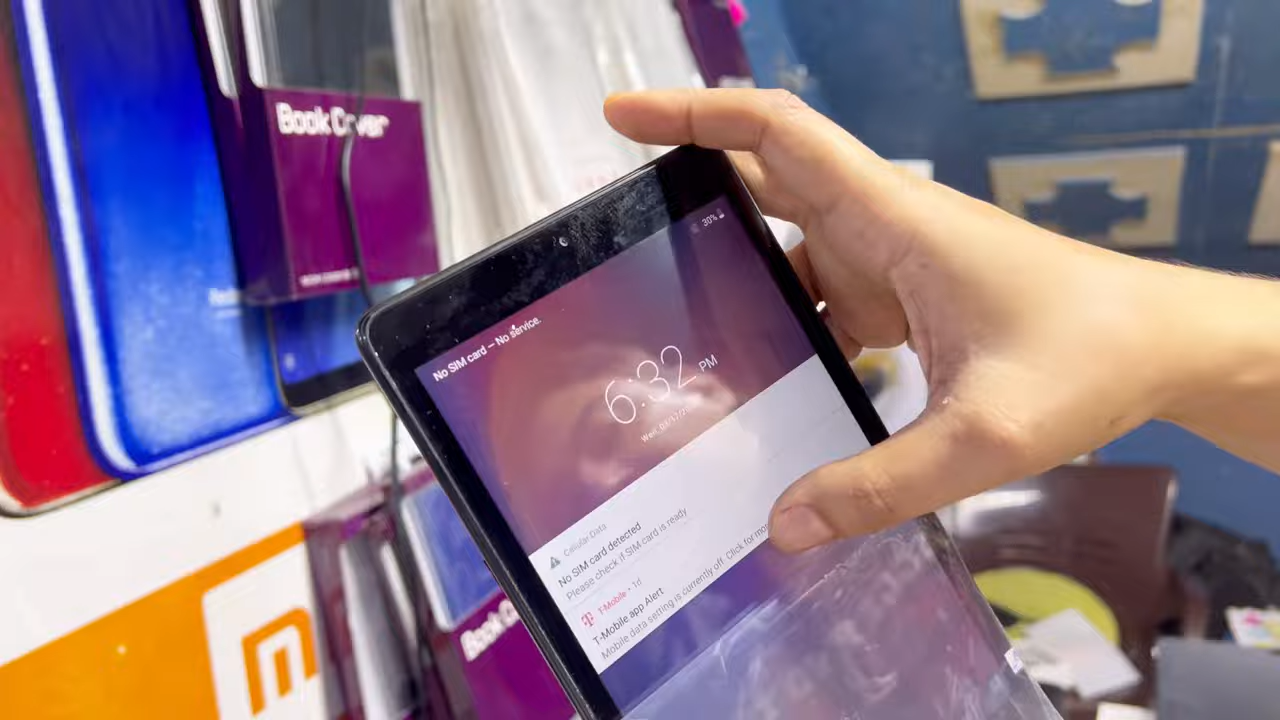 Book Cover
30%
No SIM card — No service.
6:32 PM
Cellular Data
No SIM card detected
Please check if SIM card is ready
T-Mobile • 1d
T-Mobile app Alert
Mobile data setting is currently off. Click for mor
Book C